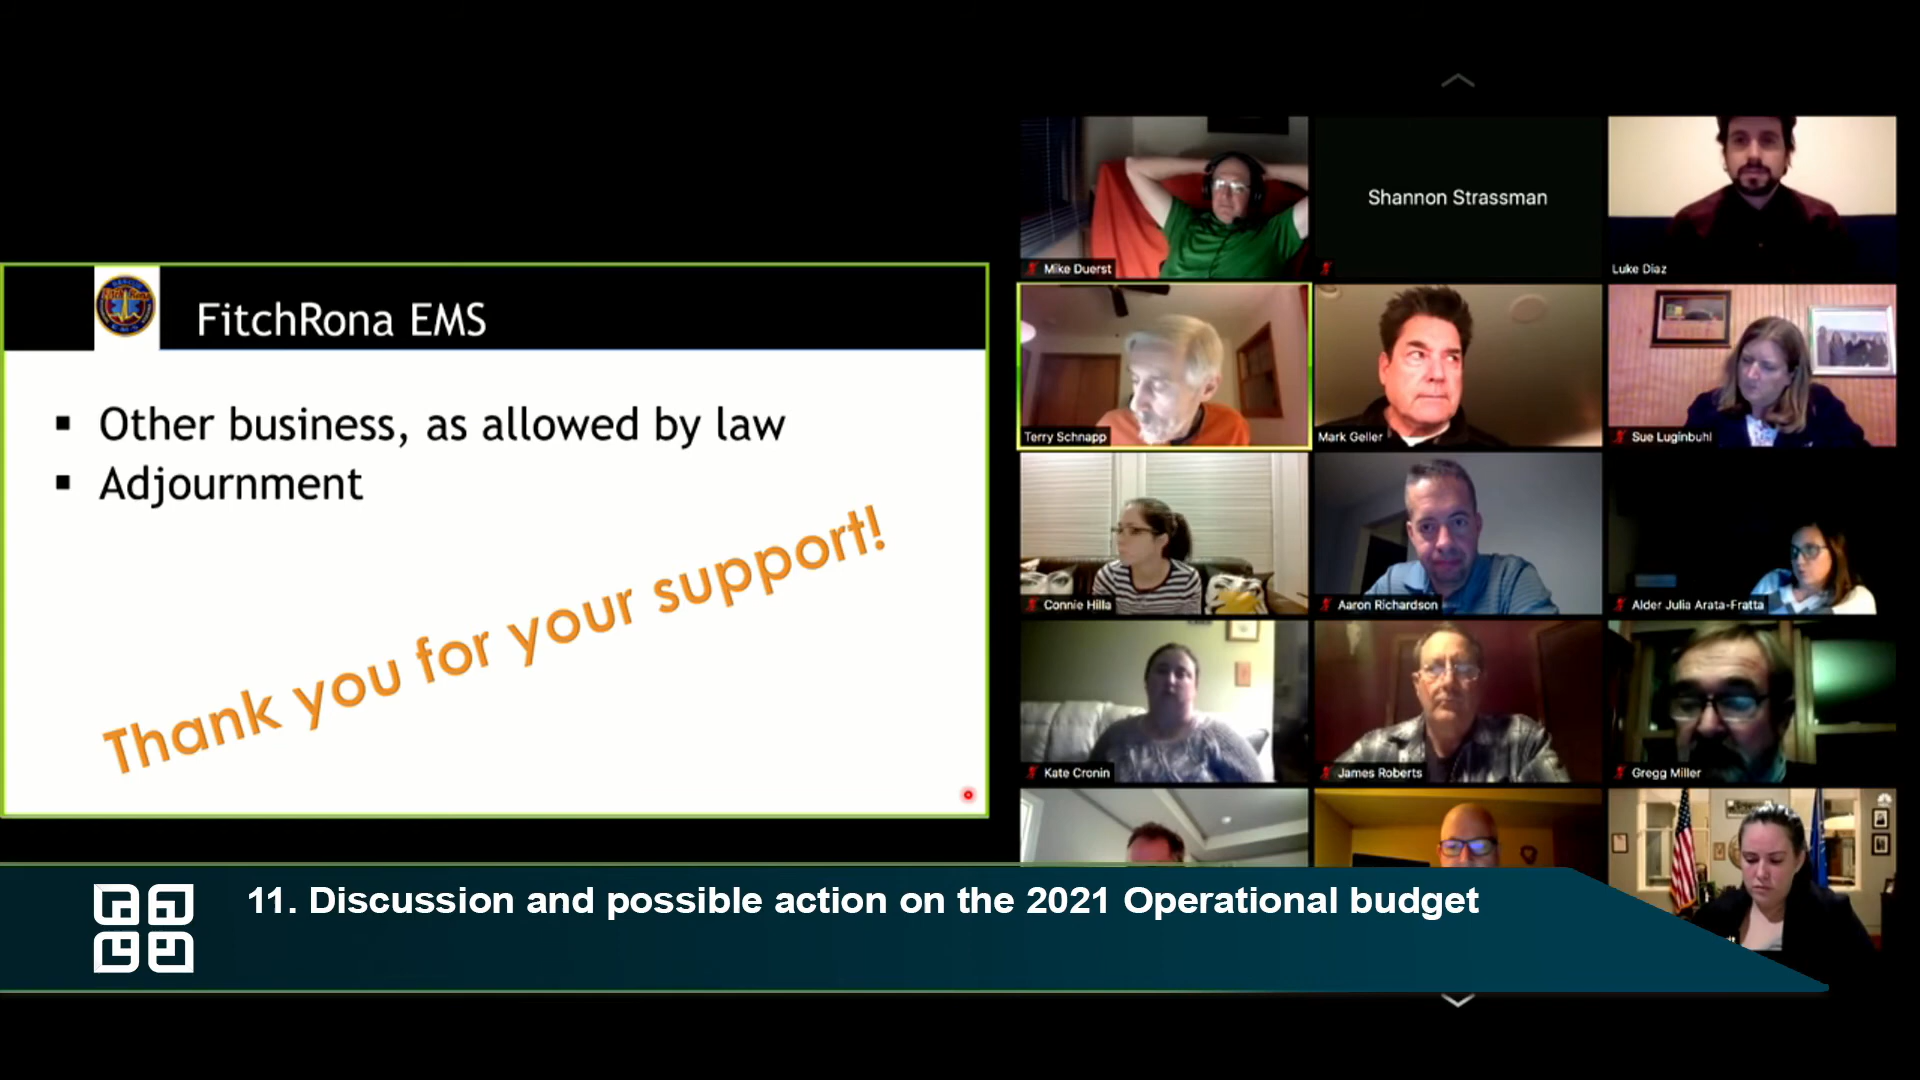 FitchRona EMS
▪ Other business, as allowed by law
▪ Adjournment
Thank you for your support!
Mike Duerst
Shannon Strassman
Luke Diaz
Terry Schnapp
Mark Geller
Sue Luginbuhl
Connie Hilla
Aaron Richardson
Alder Julia Arata-Fratta
Kate Cronin
James Roberts
Gregg Miller
11. Discussion and possible action on the 2021 Operational budget